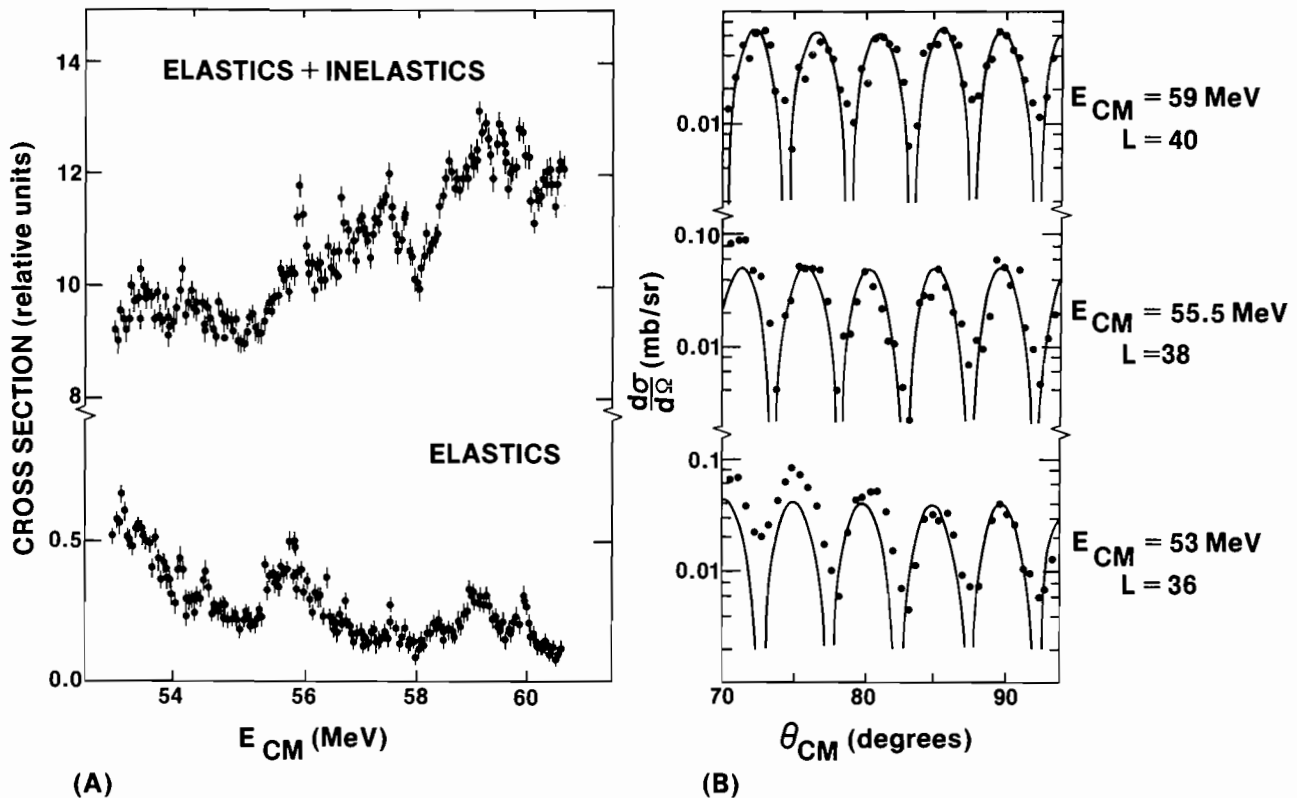 14
12
10
8
0.5
0.0
CROSS SECTION (relative units)
ELASTICS + INELASTICS
ELASTICS
54
56
58
60
E CM (MeV)
(A)
0.01
0.10
0.01
0.1
0.01
dσ/dΩ (mb/sr)
E CM = 59 MeV
L = 40
E CM = 55.5 MeV
L =38
E CM = 53 MeV
L = 36
70
80
90
θCM (degrees)
(B)